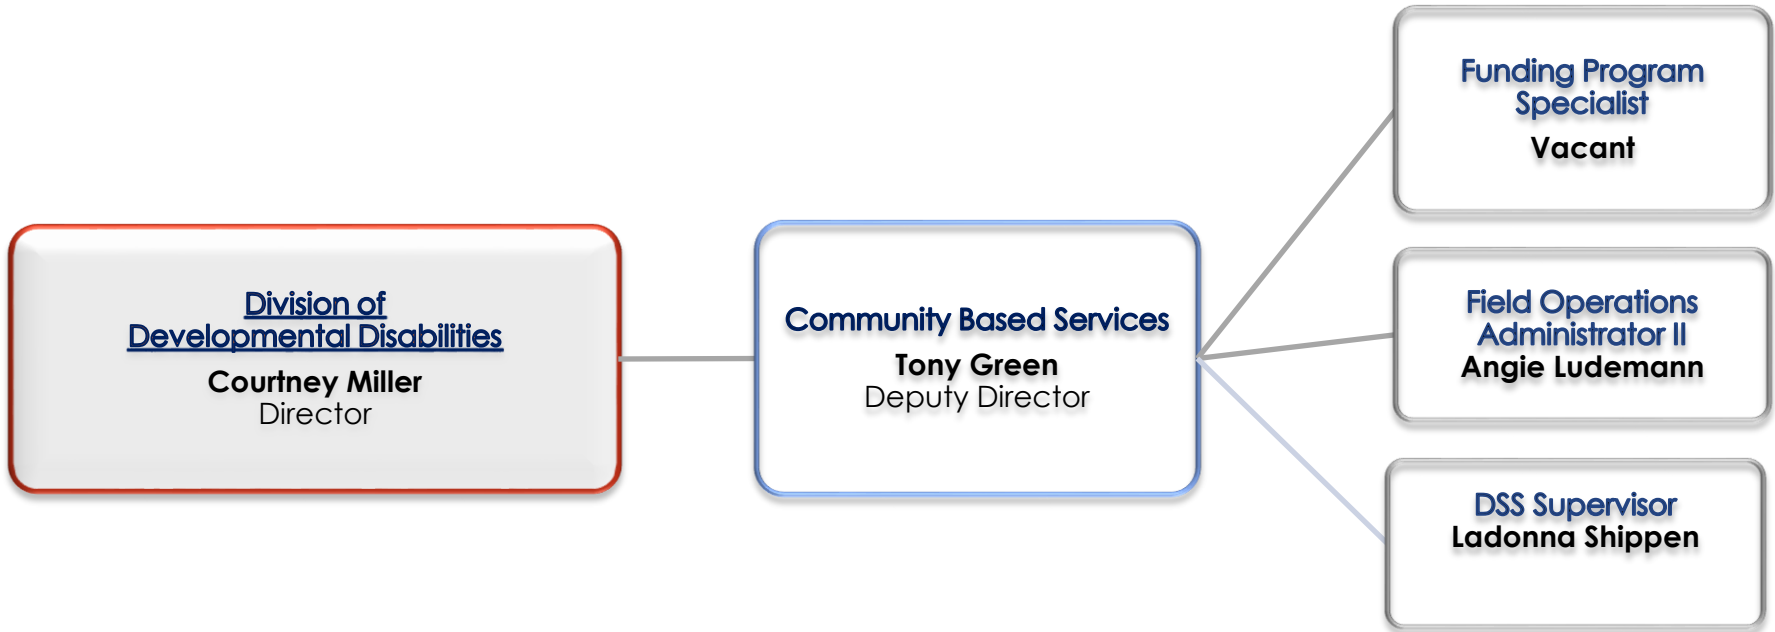 Division of
Developmental Disabilities
Courtney Miller
Director
Community Based Services
Tony Green
Deputy Director
Funding Program
Specialist
Vacant
Field Operations
Administrator II
Angie Ludemann
DSS Supervisor
Ladonna Shippen